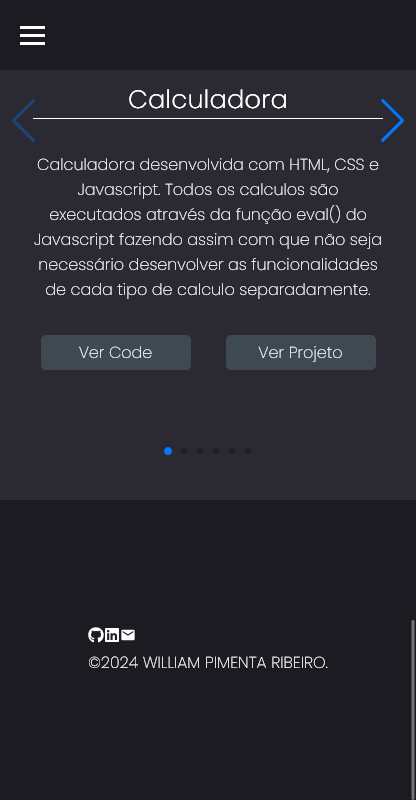 Calculadora
Calculadora desenvolvida com HTML, CSS e
Javascript. Todos os calculos são
executados através da função eval() do
Javascript fazendo assim com que não seja
necessário desenvolver as funcionalidades
de cada tipo de calculo separadamente.
Ver Code
Ver Projeto
©2024 WILLIAM PIMENTA RIBEIRO.